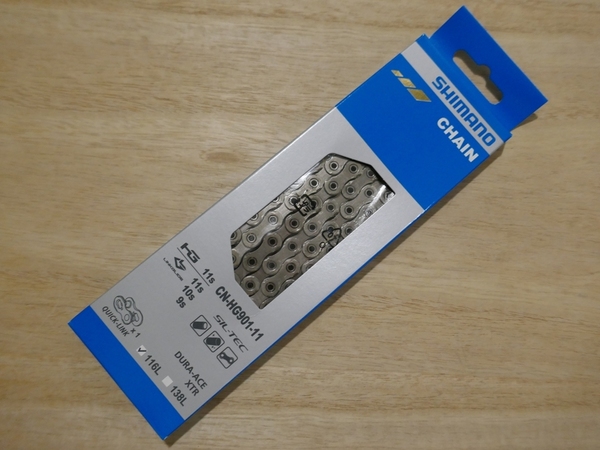 SHIMANO
CHAIN
HG 11s
11s
10s
9s
CN-HG901-11
SIL-TEC
QUICK-LINK x1
116L
138L
DURA-ACE
XTR